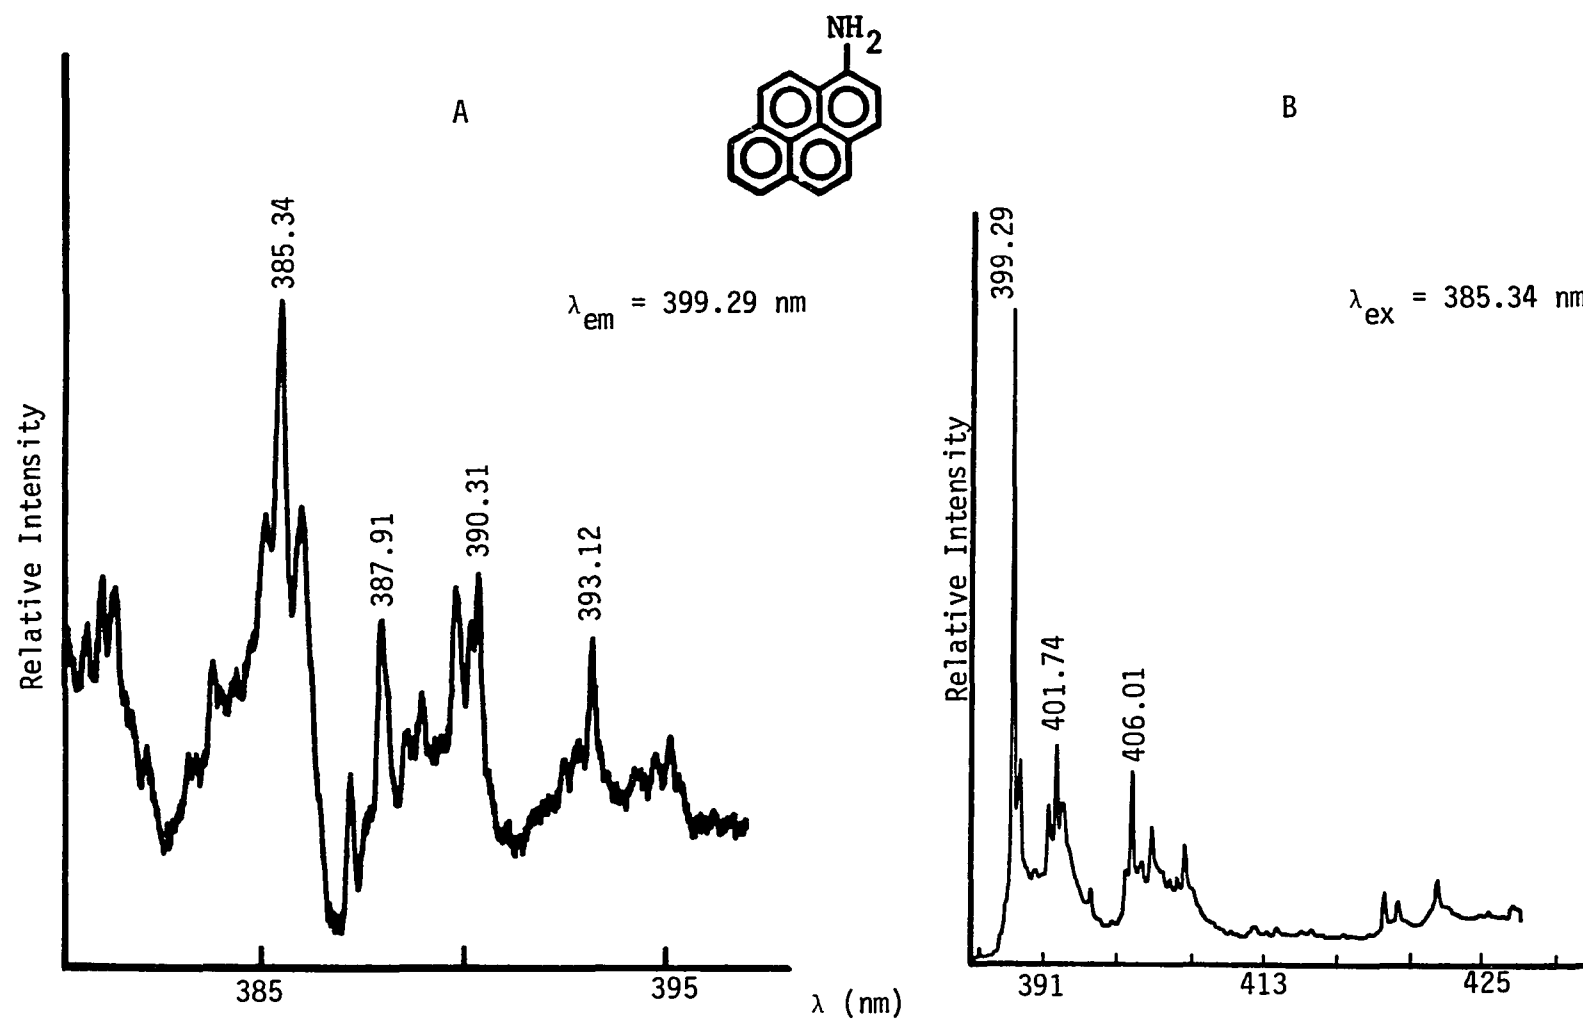 NH2
A
B
385.34
λem = 399.29 nm
387.91
390.31
393.12
Relative Intensity
385
395
λ (nm)
399.29
λex = 385.34 nm
401.74
406.01
Relative Intensity
391
413
425